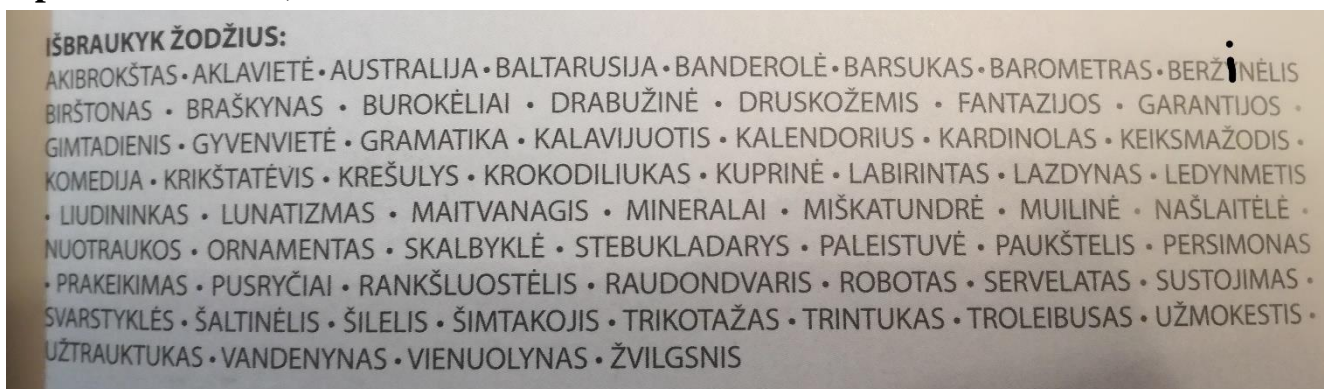 IŠBRAUKYK ŽODŽIUS:
AKIBROKŠTAS • AKLAVIETĖ • AUSTRALIJA • BALTARUSIJA • BANDEROLĖ • BARSUKAS • BAROMETRAS • BERŽiNĖLIS
BIRŠTONAS • BRAŠKYNAS • BUROKĖLIAI • DRABUŽINĖ • DRUSKOŽEMIS • FANTAZIJOS • GARANTIJOS •
GIMTADIENIS • GYVENVIETĖ • GRAMATIKA • KALAVIJUOTIS • KALENDORIUS • KARDINOLAS • KEIKSMAŽODIS •
KOMEDIJA • KRIKŠTATĖVIS • KREŠULYS • KROKODILIUKAS • KUPRINĖ • LABIRINTAS • LAZDYNAS • LEDYNMETIS
• LIUDININKAS • LUNATIZMAS • MAITVANAGIS • MINERALAI • MIŠKATUNDRĖ • MUILINĖ • NAŠLAITĖLĖ •
NUOTRAUKOS • ORNAMENTAS • SKALBYKLĖ • STEBUKLADARYS • PALEISTUVĖ • PAUKŠTELIS • PERSIMONAS
• PRAKEIKIMAS • PUSRYČIAI • RANKŠLUOSTĖLIS • RAUDONDVARIS • ROBOTAS • SERVELATAS • SUSTOJIMAS •
SVARSTYKLĖS • ŠALTINĖLIS • ŠILELIS • ŠIMTAKOJIS • TRIKOTAŽAS • TRINTUKAS • TROLEIBUSAS • UŽMOKESTIS •
UŽTRAUKTUKAS • VANDENYNAS • VIENUOLYNAS • ŽVILGSNIS